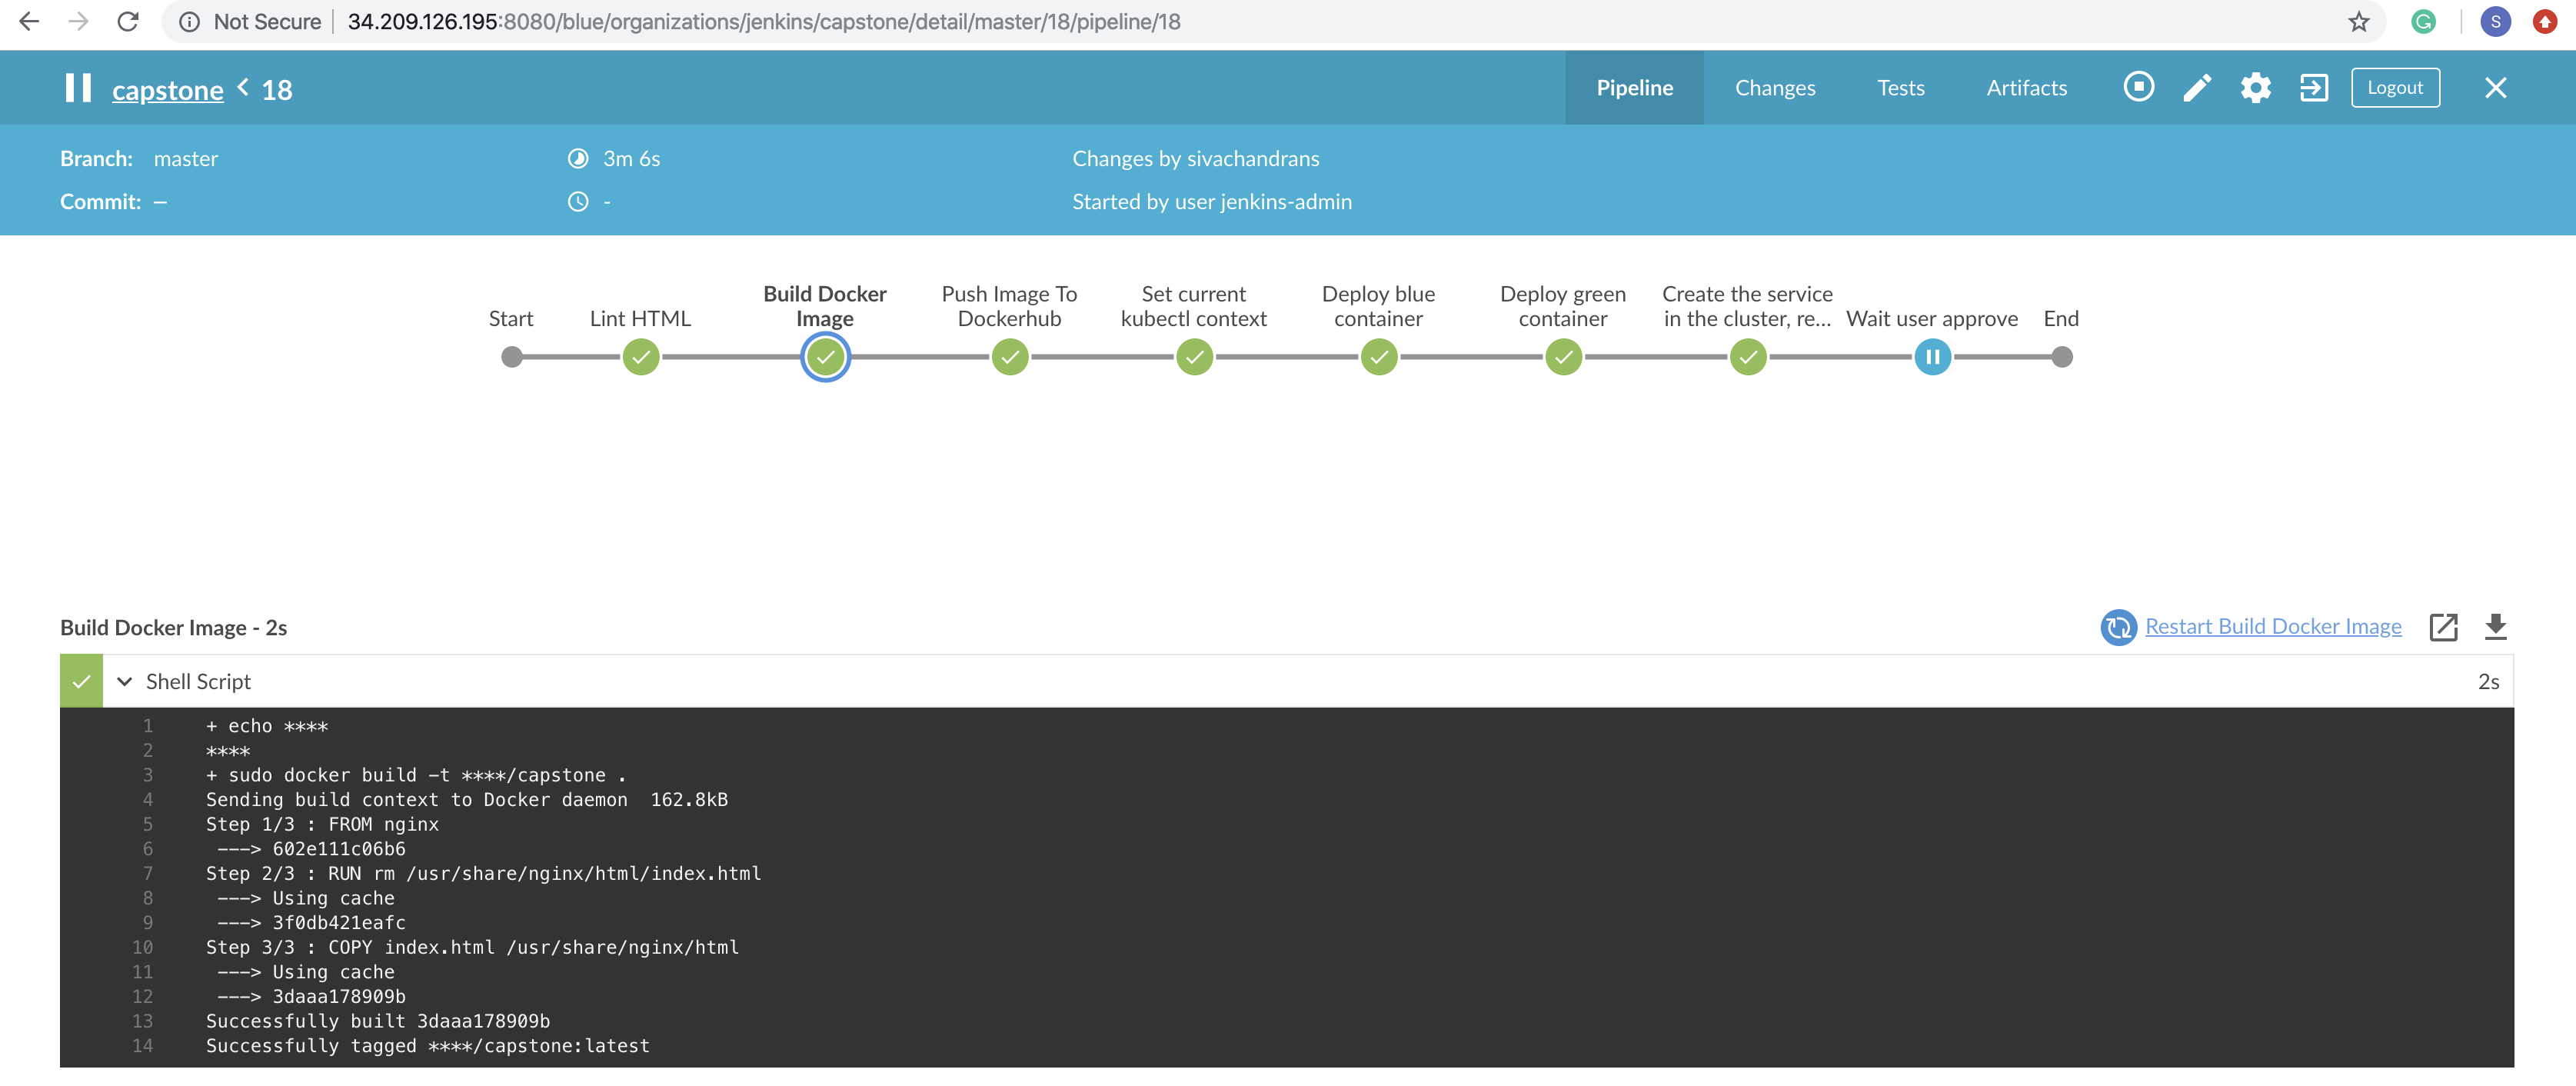 Not Secure 34.209.126.195:8080/blue/organizations/jenkins/capstone/detail/master/18/pipeline/18
S
capstone < 18
Pipeline Changes Tests Artifacts Logout
Branch: master 3m 6s Changes by sivachandrans
Commit: — - Started by user jenkins-admin
Start
Lint HTML
Build Docker
Image
Push Image To
Dockerhub
Set current
kubectl context
Deploy blue
container
Deploy green
container
Create the service
in the cluster, re...
Wait user approve
End
Build Docker Image - 2s Restart Build Docker Image
Shell Script 2s
1 + echo ****
2 ****
3 + sudo docker build -t ****/capstone .
4 Sending build context to Docker daemon  162.8kB
5 Step 1/3 : FROM nginx
6  ---> 602e111c06b6
7 Step 2/3 : RUN rm /usr/share/nginx/html/index.html
8  ---> Using cache
9  ---> 3f0db421eafc
10 Step 3/3 : COPY index.html /usr/share/nginx/html
11  ---> Using cache
12  ---> 3daaa178909b
13 Successfully built 3daaa178909b
14 Successfully tagged ****/capstone:latest